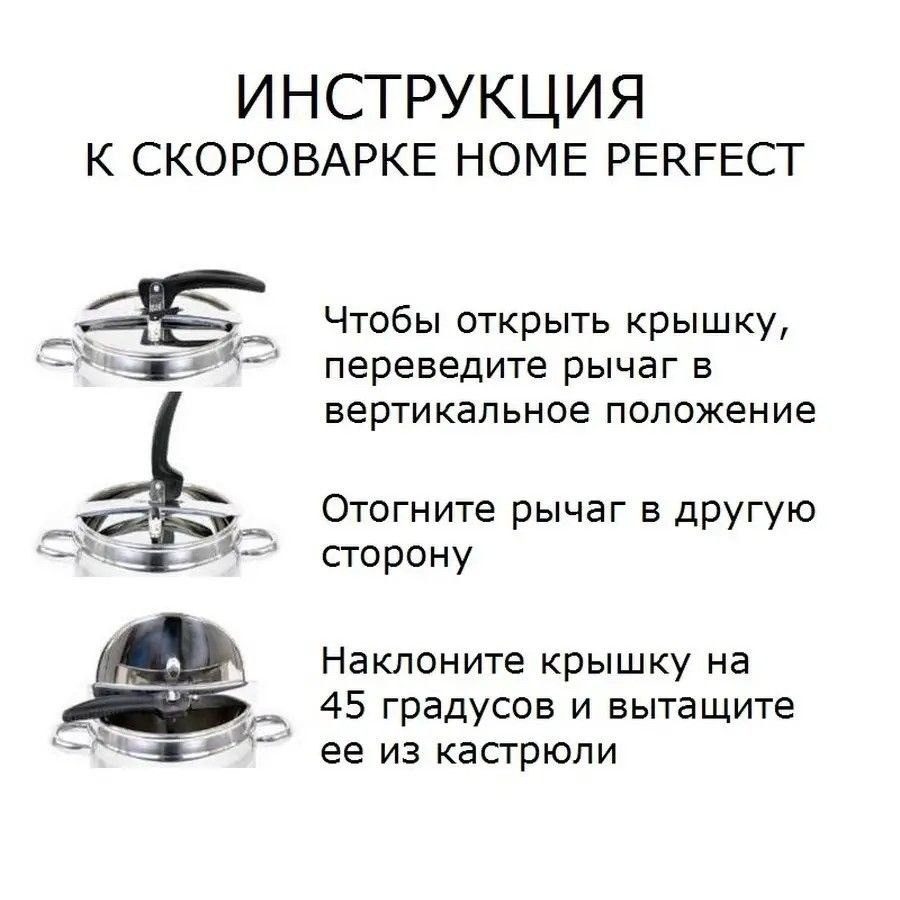 ИНСТРУКЦИЯ
К СКОРОВАРКЕ HOME PERFECT
Чтобы открыть крышку,
переведите рычаг в
вертикальное положение
Отогните рычаг в другую
сторону
Наклоните крышку на
45 градусов и вытащите
ее из кастрюли